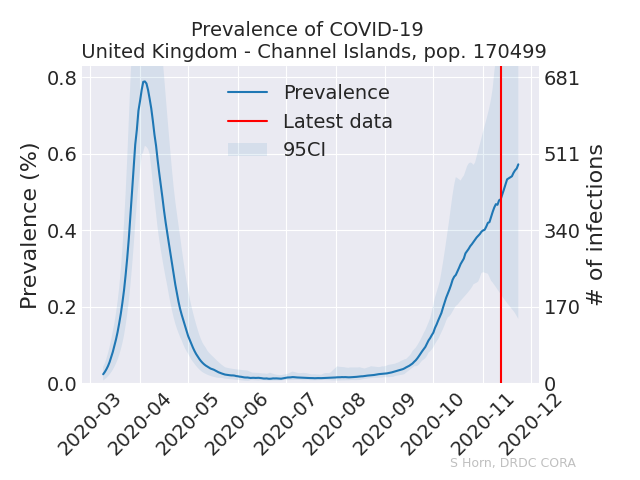 Prevalence of COVID-19
United Kingdom - Channel Islands, pop. 170499
Prevalence (%)
0.8
0.6
0.4
0.2
0.0
Prevalence
Latest data
95CI
681
511
340
170
0
# of infections
2020-03
2020-04
2020-05
2020-06
2020-07
2020-08
2020-09
2020-10
2020-11
2020-12
S Horn, DRDC CORA